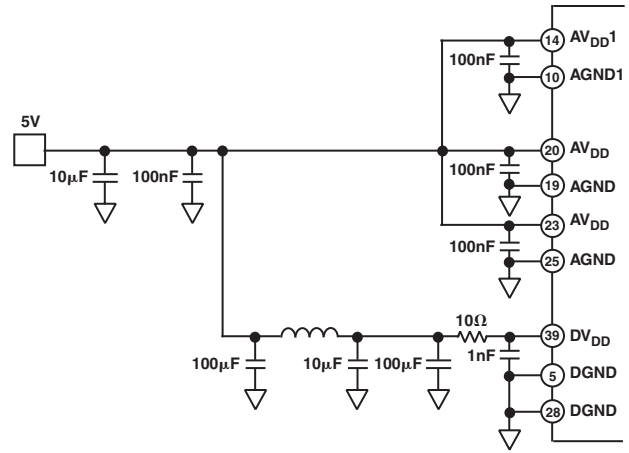 14 AVDD1
100nF
10 AGND1
5V
20 AVDD
10µF 100nF 100nF
19 AGND
23 AVDD
100nF
25 AGND
10Ω
39 DVDD
100µF 10µF 100µF 1nF
5 DGND
28 DGND